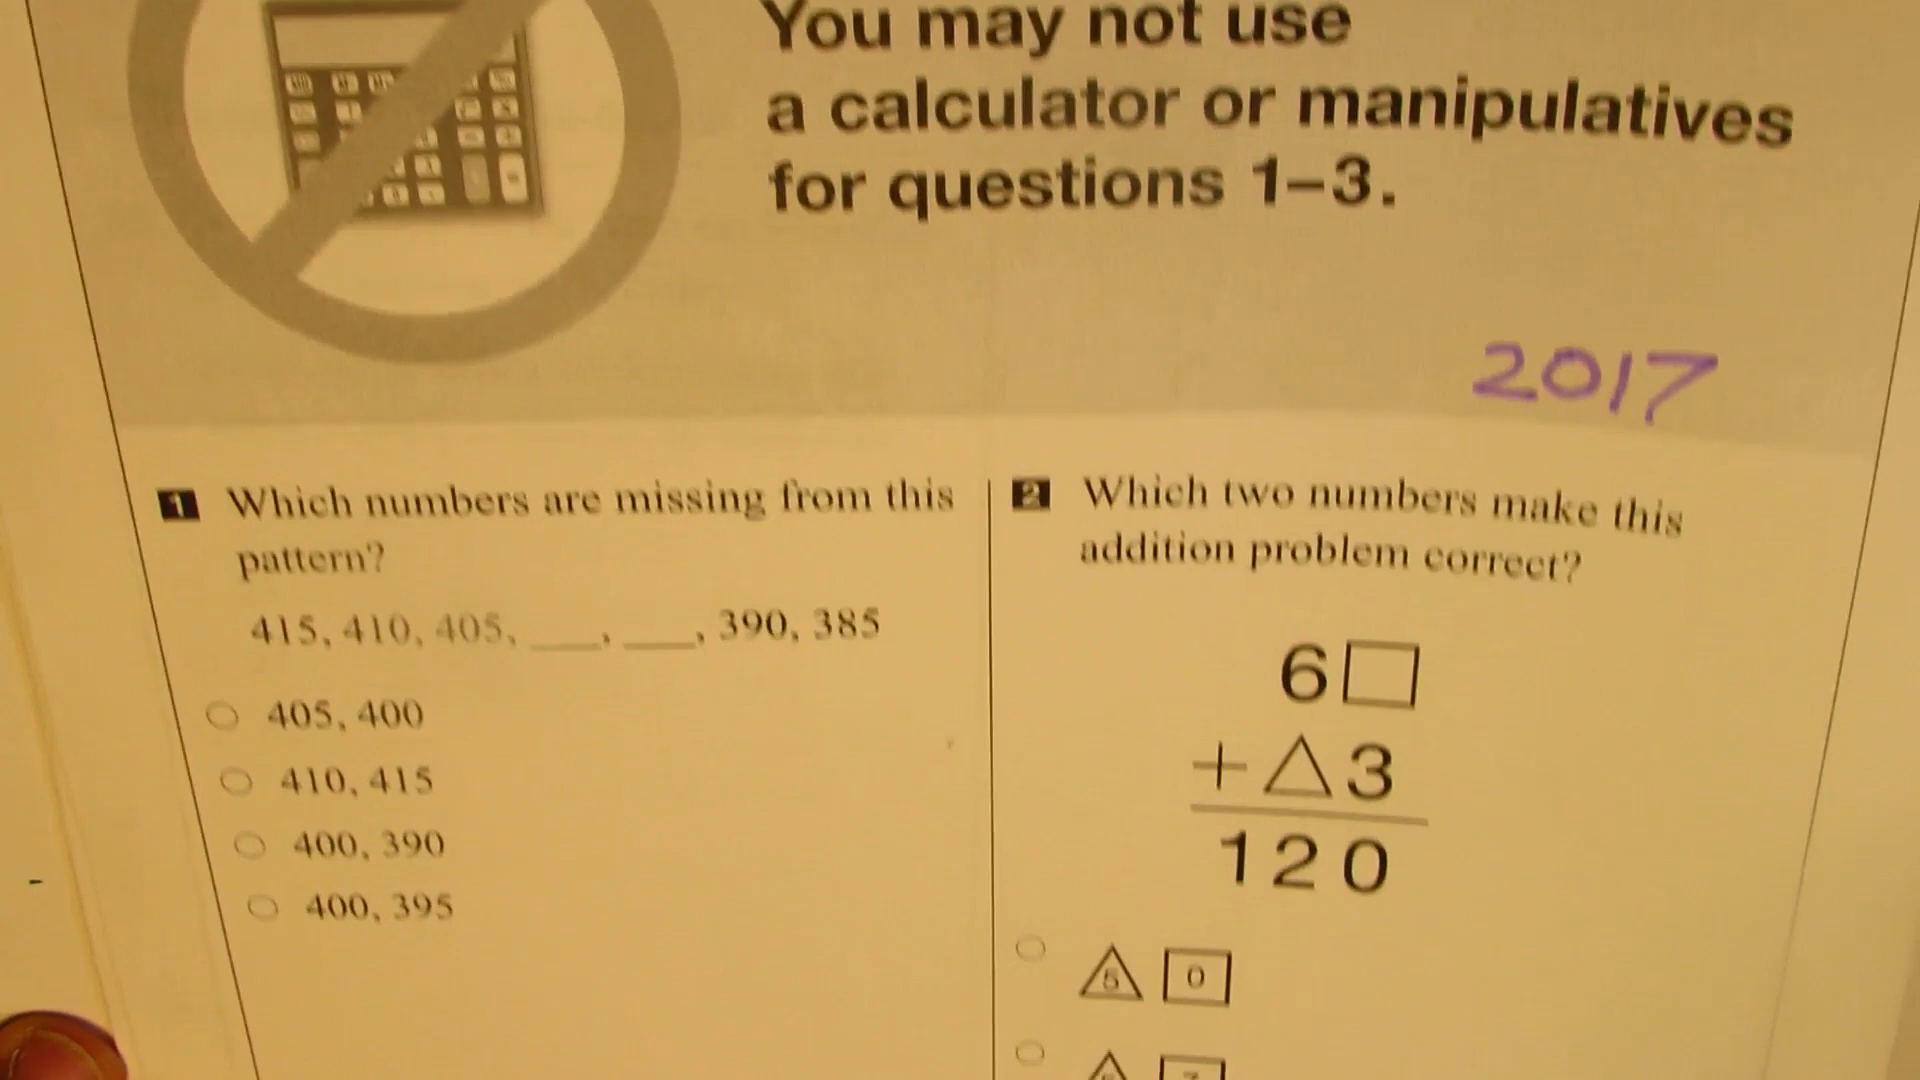 You may not use
a calculator or manipulatives
for questions 1–3.
2017
1 Which numbers are missing from this
pattern?
415, 410, 405, ___, ___, 390, 385
405, 400
410, 415
400, 390
400, 395
2 Which two numbers make this
addition problem correct?
6□
+△3
120
5 0